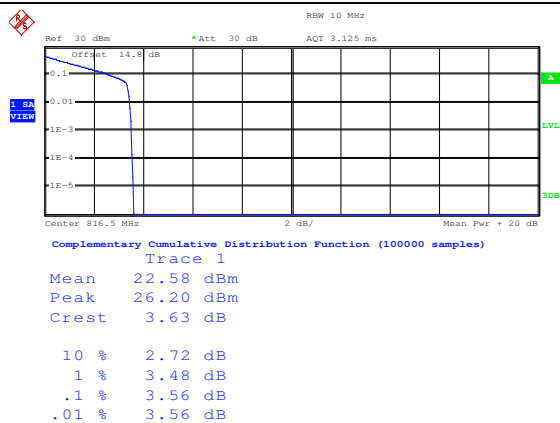 RBW 10 MHz
Ref 30 dBm * Att 30 dB AQT 3.125 ms
Offset 14.8 dB
0.1
A
0.01
1 SA
VIEW
1E-3
LVL
1E-4
1E-5
3DB
Center 816.5 MHz 2 dB/ Mean Pwr + 20 dB
Complementary Cumulative Distribution Function (100000 samples)
Trace 1
Mean 22.58 dBm
Peak 26.20 dBm
Crest 3.63 dB
10 % 2.72 dB
1 % 3.48 dB
.1 % 3.56 dB
.01 % 3.56 dB